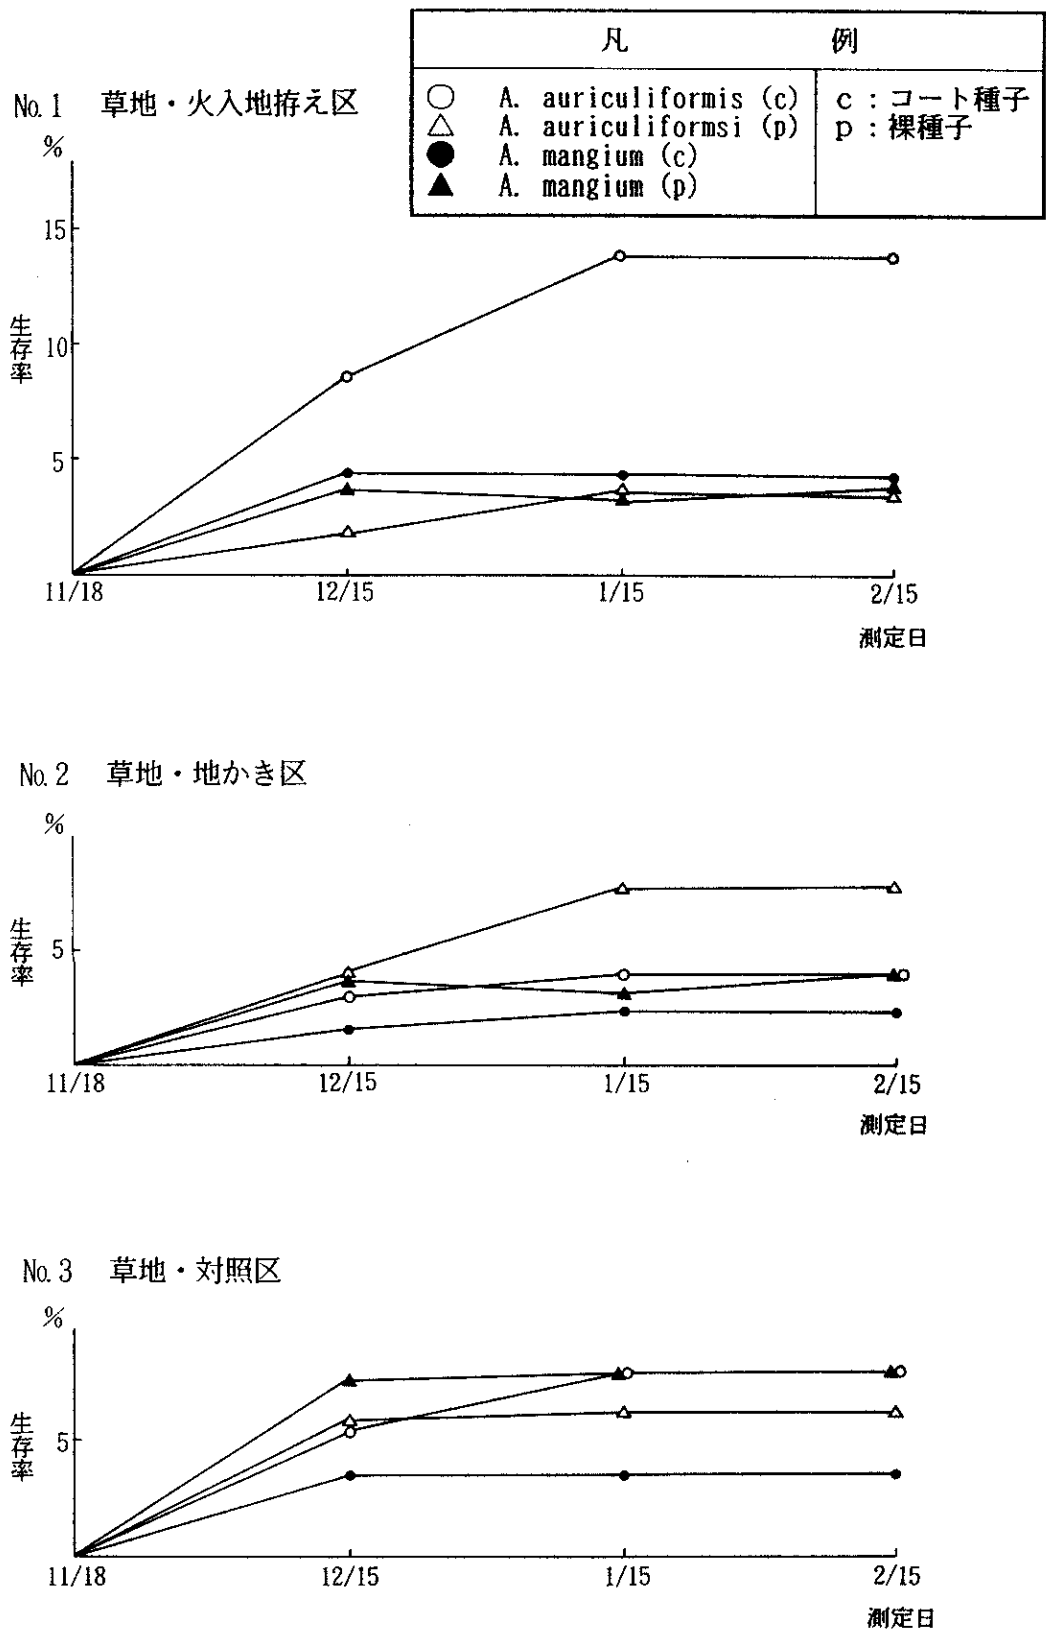 凡 例
○ A. auriculiformis (c) c : コート種子
△ A. auriculiformsi (p) p : 裸種子
● A. mangium (c)
▲ A. mangium (p)
No.1 草地・火入地拵え区
%
15
10
5
生存率
11/18 12/15 1/15 2/15
測定日
No.2 草地・地かき区
%
5
生存率
11/18 12/15 1/15 2/15
測定日
No.3 草地・対照区
%
5
生存率
11/18 12/15 1/15 2/15
測定日